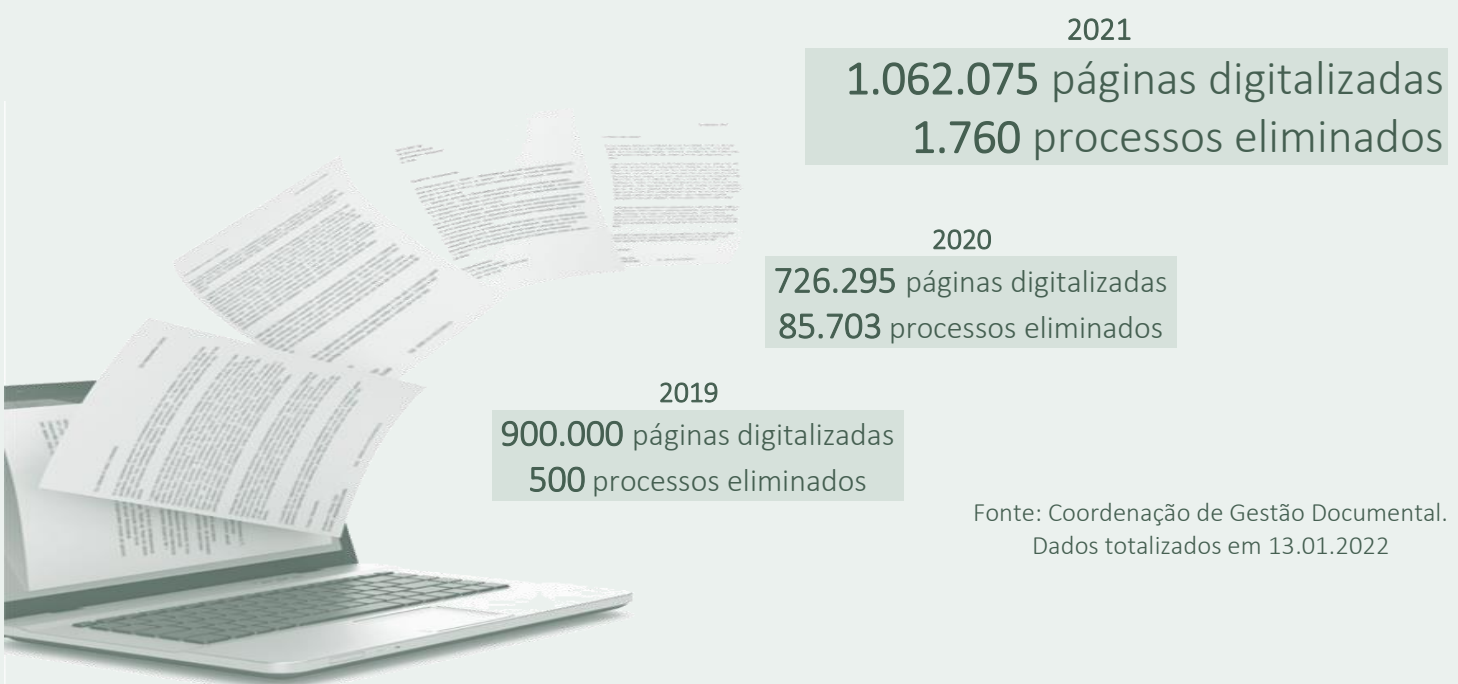 2021
1.062.075 páginas digitalizadas
1.760 processos eliminados
2020
726.295 páginas digitalizadas
85.703 processos eliminados
2019
900.000 páginas digitalizadas
500 processos eliminados
Fonte: Coordenação de Gestão Documental.
Dados totalizados em 13.01.2022